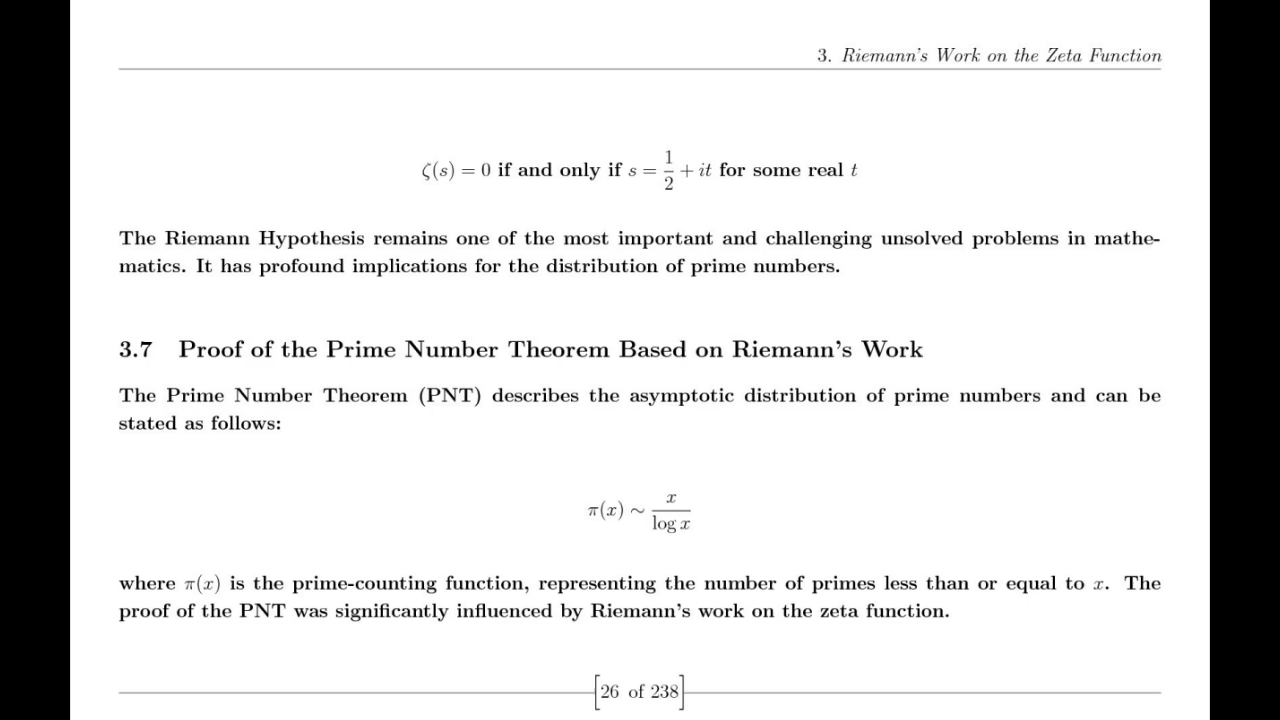 3. Riemann's Work on the Zeta Function
ζ(s) = 0 if and only if s = 1/2 + it for some real t
The Riemann Hypothesis remains one of the most important and challenging unsolved problems in mathe-
matics. It has profound implications for the distribution of prime numbers.
3.7 Proof of the Prime Number Theorem Based on Riemann's Work
The Prime Number Theorem (PNT) describes the asymptotic distribution of prime numbers and can be
stated as follows:
π(x) ∼ x/log x
where π(x) is the prime-counting function, representing the number of primes less than or equal to x. The
proof of the PNT was significantly influenced by Riemann's work on the zeta function.
[26 of 238]